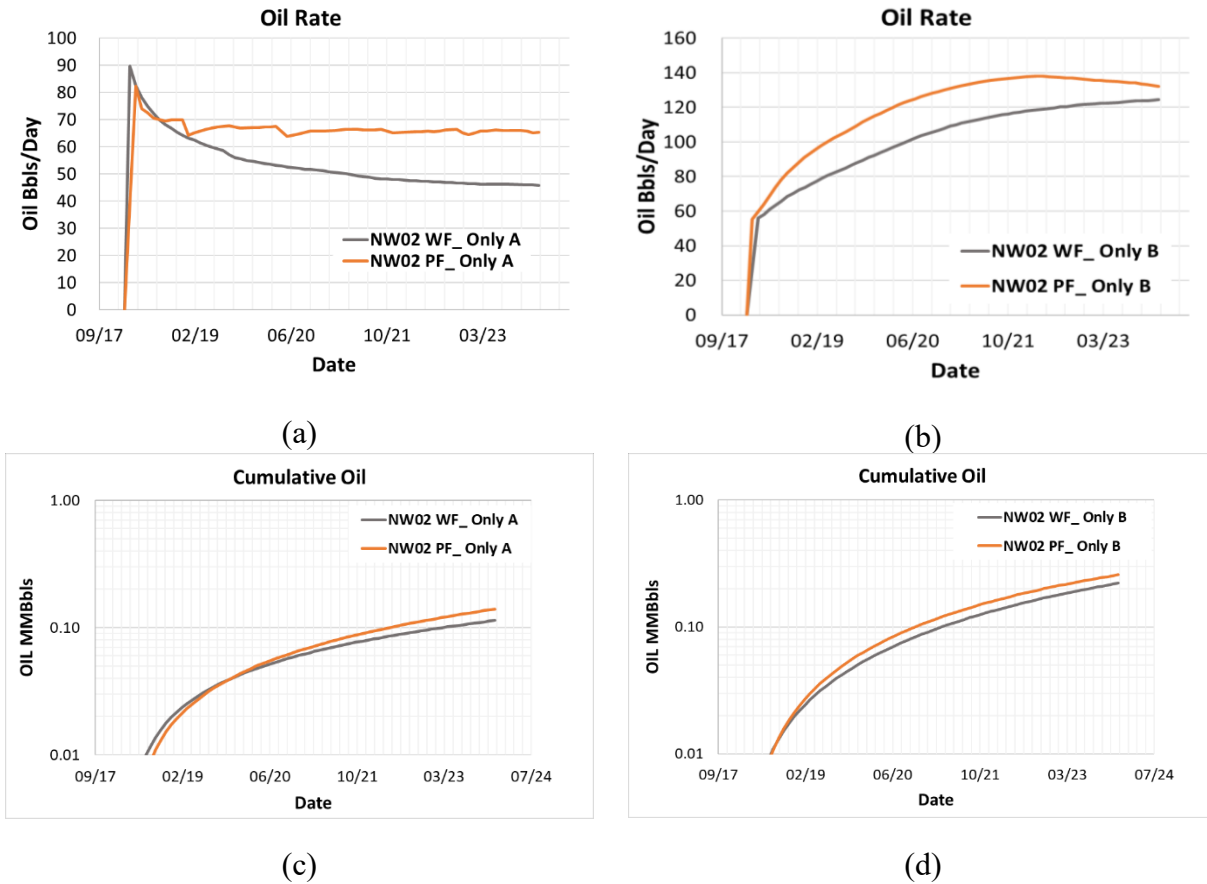 Oil Rate
Oil Bbls/Day
100
90
80
70
60
50
40
30
20
10
0
NW02 WF_ Only A
NW02 PF_ Only A
09/17 02/19 06/20 10/21 03/23
Date
(a)
Oil Rate
Oil Bbls/Day
160
140
120
100
80
60
40
20
0
NW02 WF_ Only B
NW02 PF_ Only B
09/17 02/19 06/20 10/21 03/23
Date
(b)
Cumulative Oil
OIL MMBbls
1.00
0.10
0.01
NW02 WF_ Only A
NW02 PF_ Only A
09/17 02/19 06/20 10/21 03/23 07/24
Date
(c)
Cumulative Oil
OIL MMBbls
1.00
0.10
0.01
NW02 WF_ Only B
NW02 PF_ Only B
09/17 02/19 06/20 10/21 03/23 07/24
Date
(d)